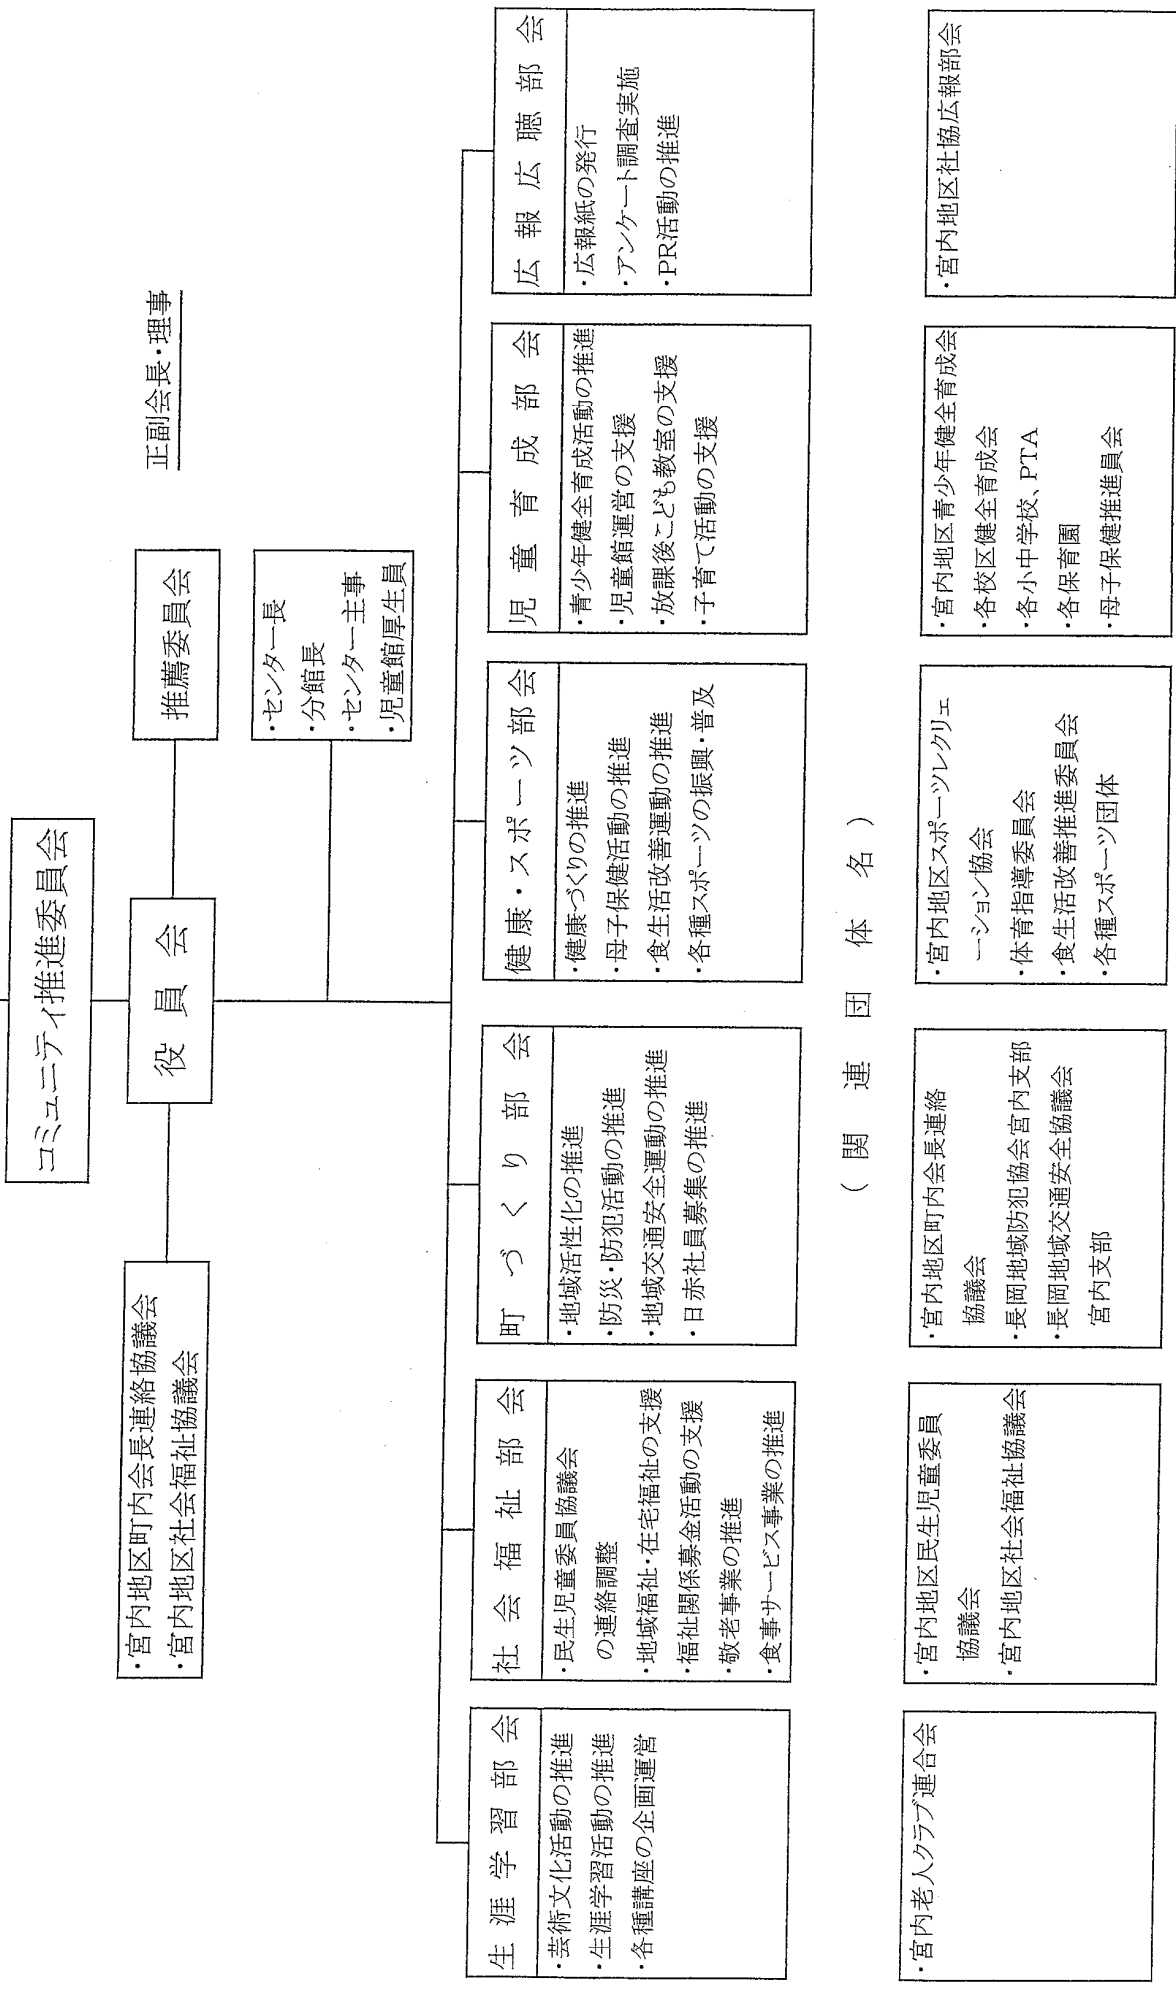 コミュニティ推進委員会
役員会
推薦委員会
正副会長・理事
・宮内地区町内会長連絡協議会
・宮内地区社会福祉協議会
・センター長
・分館長
・センター主事
・児童館厚生員
生涯学習部会
・芸術文化活動の推進
・生涯学習活動の推進
・各種講座の企画運営
社会福祉部会
・民生児童委員協議会
の連絡調整
・地域福祉・在宅福祉の支援
・福祉関係募金活動の支援
・敬老事業の推進
・食事サービス事業の推進
町づくり部会
・地域活性化の推進
・防災・防犯活動の推進
・地域交通安全運動の推進
・日赤社員募集の推進
健康・スポーツ部会
・健康づくりの推進
・母子保健活動の推進
・食生活改善運動の推進
・各種スポーツの振興・普及
児童育成部会
・青少年健全育成活動の推進
・児童館運営の支援
・放課後こども教室の支援
・子育て活動の支援
広報広聴部会
・広報紙の発行
・アンケート調査実施
・PR活動の推進
(関連団体名)
・宮内老人クラブ連合会
・宮内地区民生児童委員
協議会
・宮内地区社会福祉協議会
・宮内地区町内会長連絡
協議会
・長岡地域防犯協会宮内支部
・長岡地域交通安全協議会
宮内支部
・宮内地区スポーツレクリェ
ーション協会
・体育指導委員会
・食生活改善推進委員会
・各種スポーツ団体
・宮内地区青少年健全育成会
・各校区健全育成会
・各小中学校、PTA
・各保育園
・母子保健推進員会
・宮内地区社協広報部会